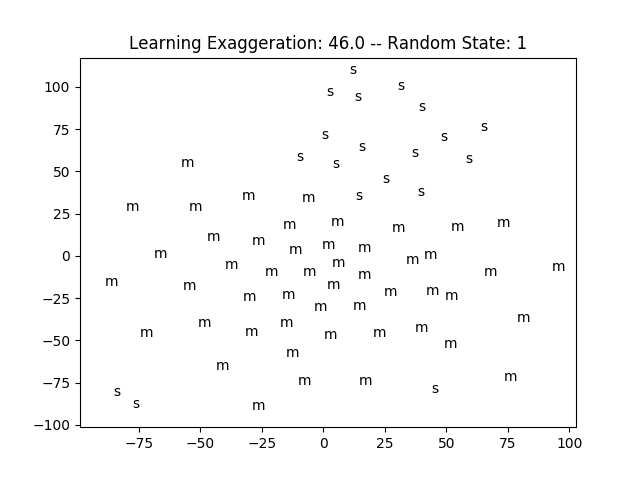 Learning Exaggeration: 46.0 -- Random State: 1
s
100 s s
s s
75 s s s
s s
m s s s
50 s
m m s s
m m
25 m m
m m m
m m m m m
0 m m m
m m m m
m m m m
m m m
−25 m m m m m
m m
m m m
−50 m m m m m
m m
m
−75 m m m
s s
s m
−100
−75 −50 −25 0 25 50 75 100